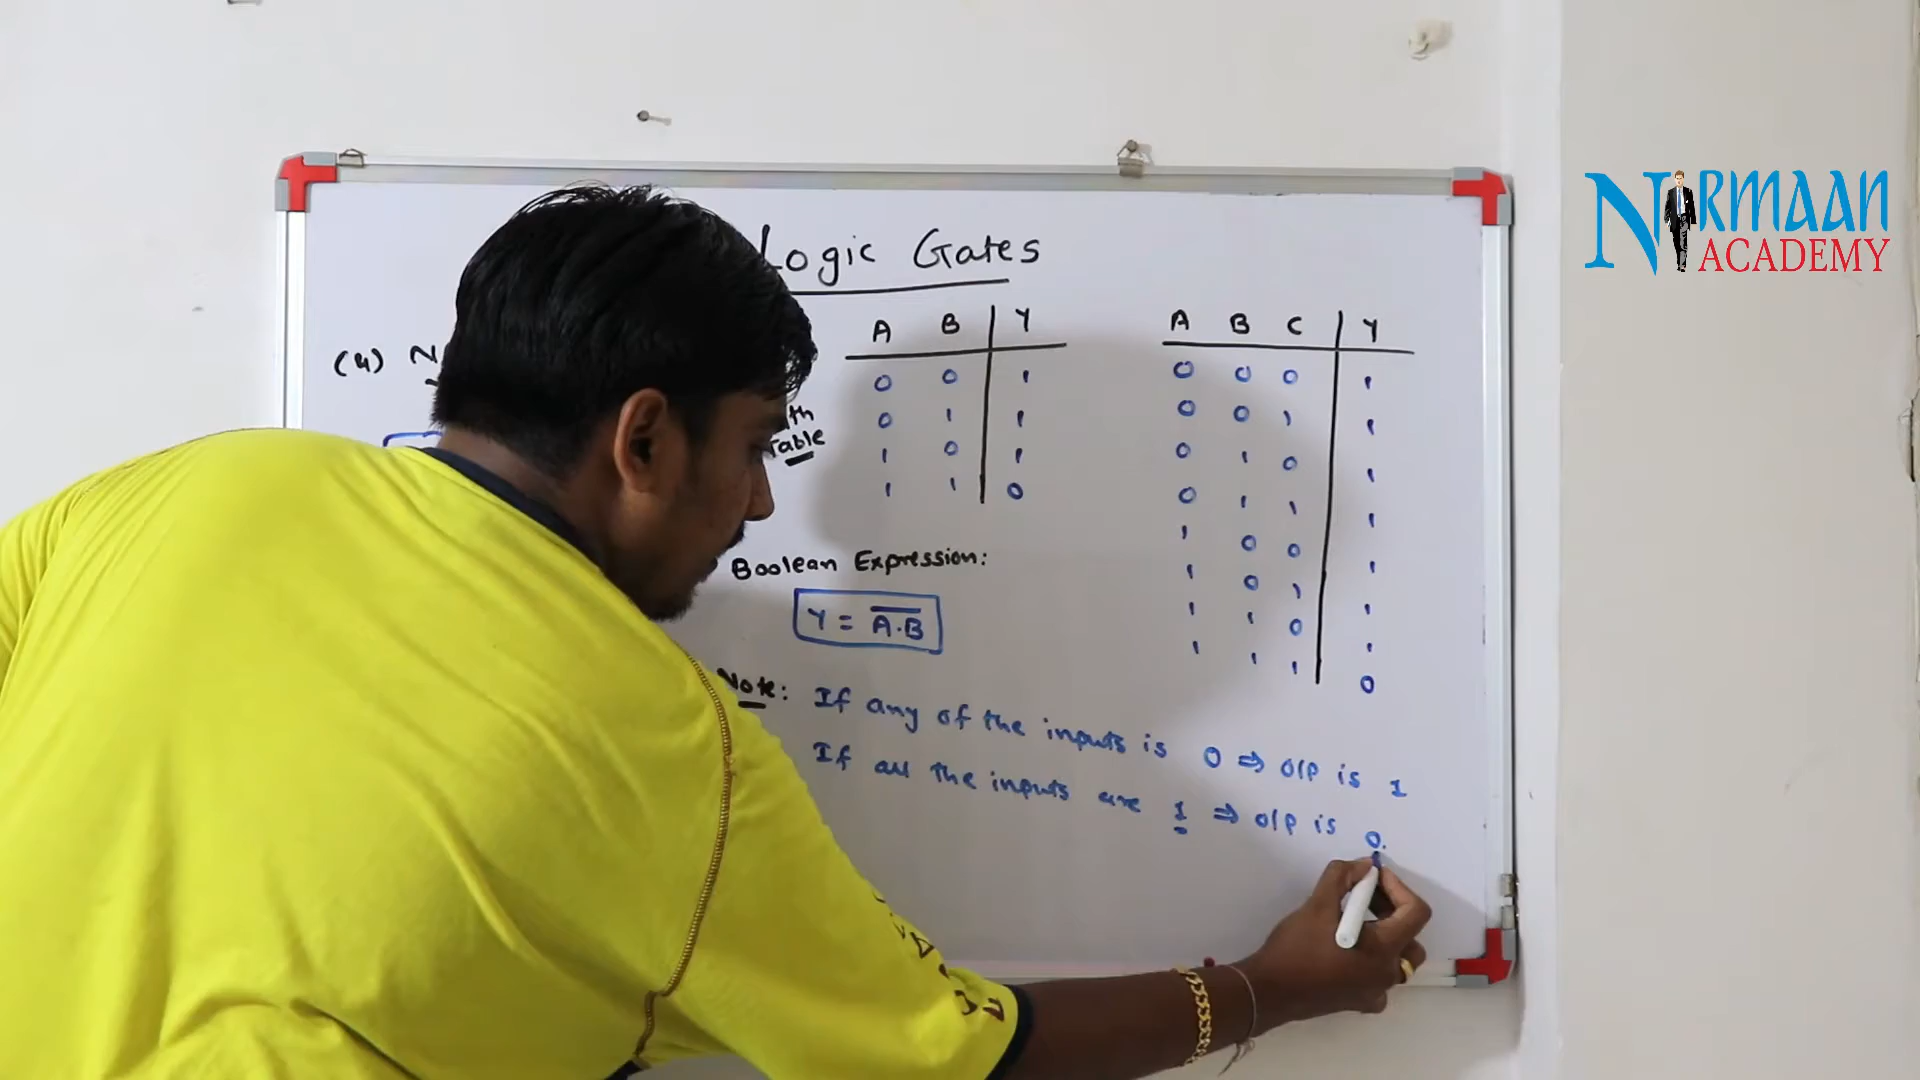 NIRMAAN
ACADEMY
Logic Gates
(4)
Table
A B Y
0 0 1
0 1 1
1 0 1
1 1 0
Boolean Expression:
Y = \overline{A.B}
A B C Y
0 0 0 1
0 0 1 1
0 1 0 1
0 1 1 1
1 0 0 1
1 0 1 1
1 1 0 1
1 1 1 0
Note: If any of the inputs is 0 ⇒ o/p is 1
If all the inputs are 1 ⇒ o/p is 0.